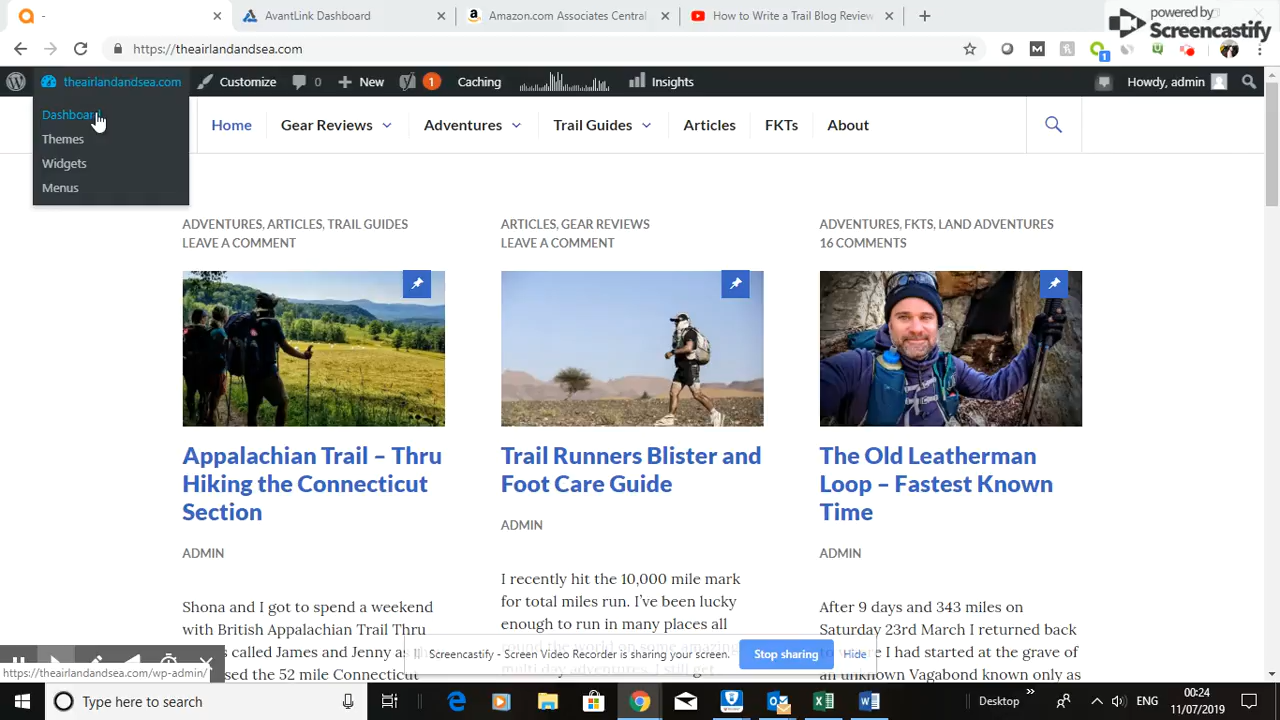 -
AvantLink Dashboard
Amazon.com Associates Central
How to Write a Trail Blog Review
powered by
Screencastify
https://theairlandandsea.com
1
theairlandandsea.com
Customize
0
New
1
Caching
Insights
Howdy, admin
Dashboard
Themes
Widgets
Menus
Home
Gear Reviews
Adventures
Trail Guides
Articles
FKTs
About
ADVENTURES, ARTICLES, TRAIL GUIDES
LEAVE A COMMENT
Appalachian Trail – Thru
Hiking the Connecticut
Section
ADMIN
Shona and I got to spend a weekend
with British Appalachian Trail Thru
called James and Jenny as
sed the 52 mile Connecticut
ARTICLES, GEAR REVIEWS
LEAVE A COMMENT
Trail Runners Blister and
Foot Care Guide
ADMIN
I recently hit the 10,000 mile mark
for total miles run. I've been lucky
enough to run in many places all
ADVENTURES, FKTS, LAND ADVENTURES
16 COMMENTS
The Old Leatherman
Loop – Fastest Known
Time
ADMIN
After 9 days and 343 miles on
Saturday 23rd March I returned back
I had started at the grave of
an unknown Vagabond known only as
Screencastify - Screen Video Recorder is sharing your screen.
Stop sharing
Hide
https://theairlandandsea.com/wp-admin/
Type here to search
Desktop
ENG
00:24
11/07/2019